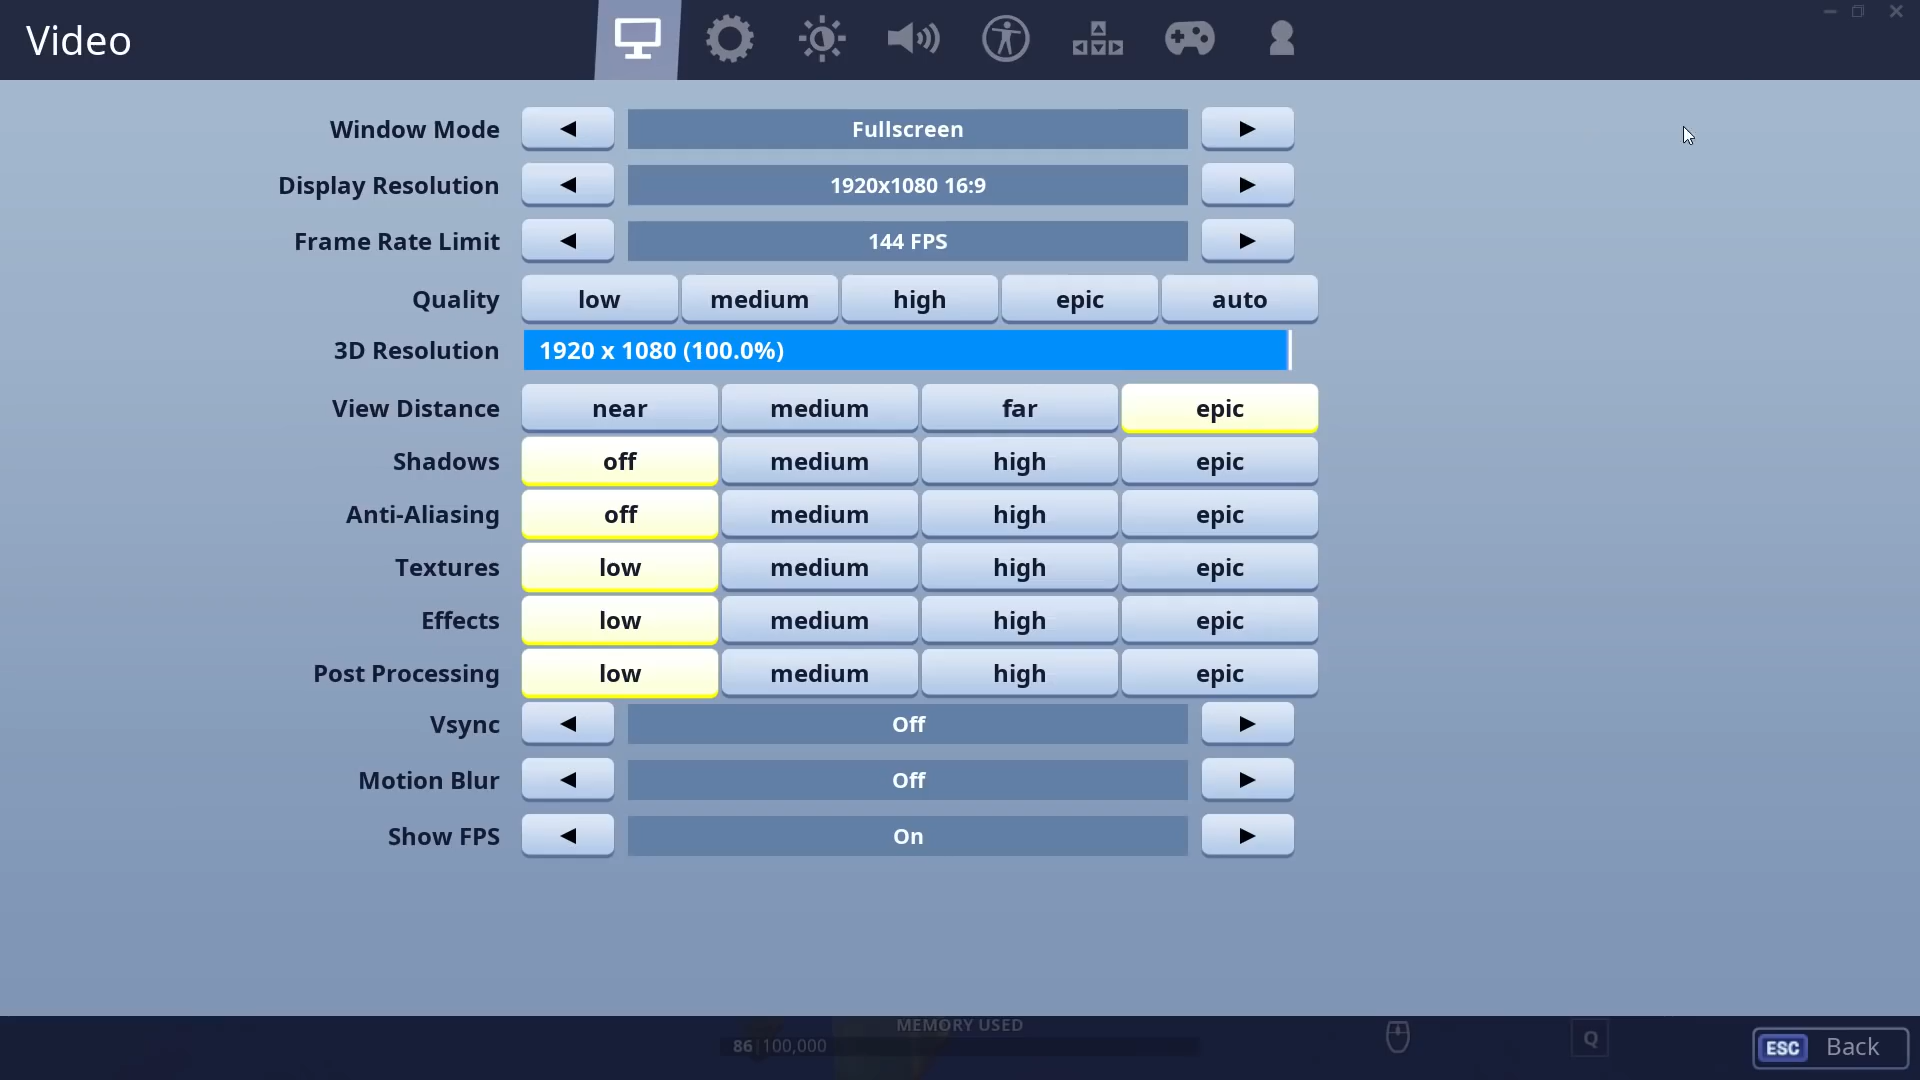 Video
Window Mode Fullscreen
Display Resolution 1920x1080 16:9
Frame Rate Limit 144 FPS
Quality low medium high epic auto
3D Resolution 1920 x 1080 (100.0%)
View Distance near medium far epic
Shadows off medium high epic
Anti-Aliasing off medium high epic
Textures low medium high epic
Effects low medium high epic
Post Processing low medium high epic
Vsync Off
Motion Blur Off
Show FPS On
MEMORY USED
86|100,000
Q
ESC Back